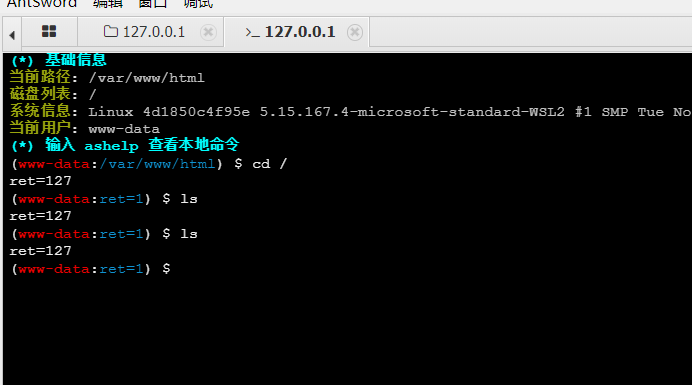 AntSword 编辑 窗口 调试
127.0.0.1 >_ 127.0.0.1
(*) 基础信息
当前路径: /var/www/html
磁盘列表: /
系统信息: Linux 4d1850c4f95e 5.15.167.4-microsoft-standard-WSL2 #1 SMP Tue No
当前用户: www-data
(*) 输入 ashelp 查看本地命令
(www-data:/var/www/html) $ cd /
ret=127
(www-data:ret=1) $ ls
ret=127
(www-data:ret=1) $ ls
ret=127
(www-data:ret=1) $